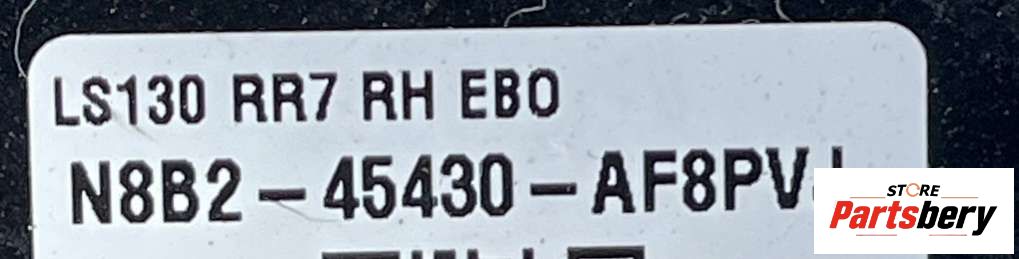 LS130 RR7 RH EBO
N8B2-45430-AF8PV
STORE
Partsbery